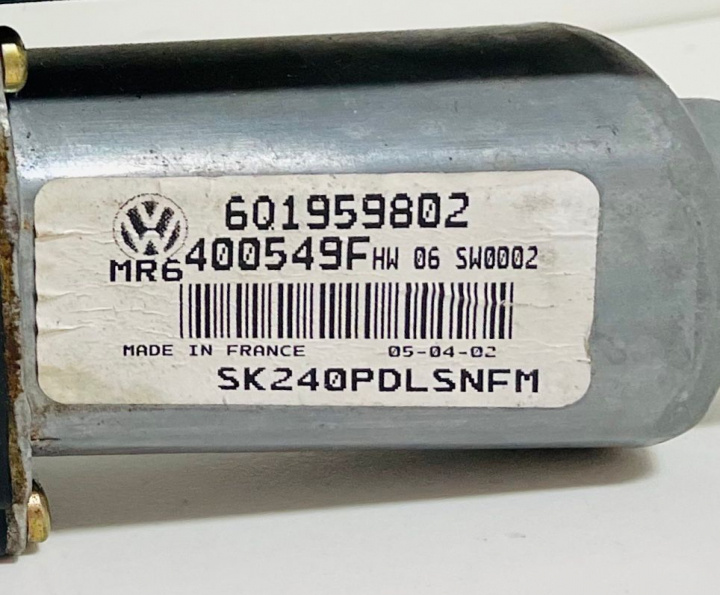 6Q1959802
MR6 400549F HW 06 SW0002
MADE IN FRANCE 05-04-02
SK240PDLSNFM